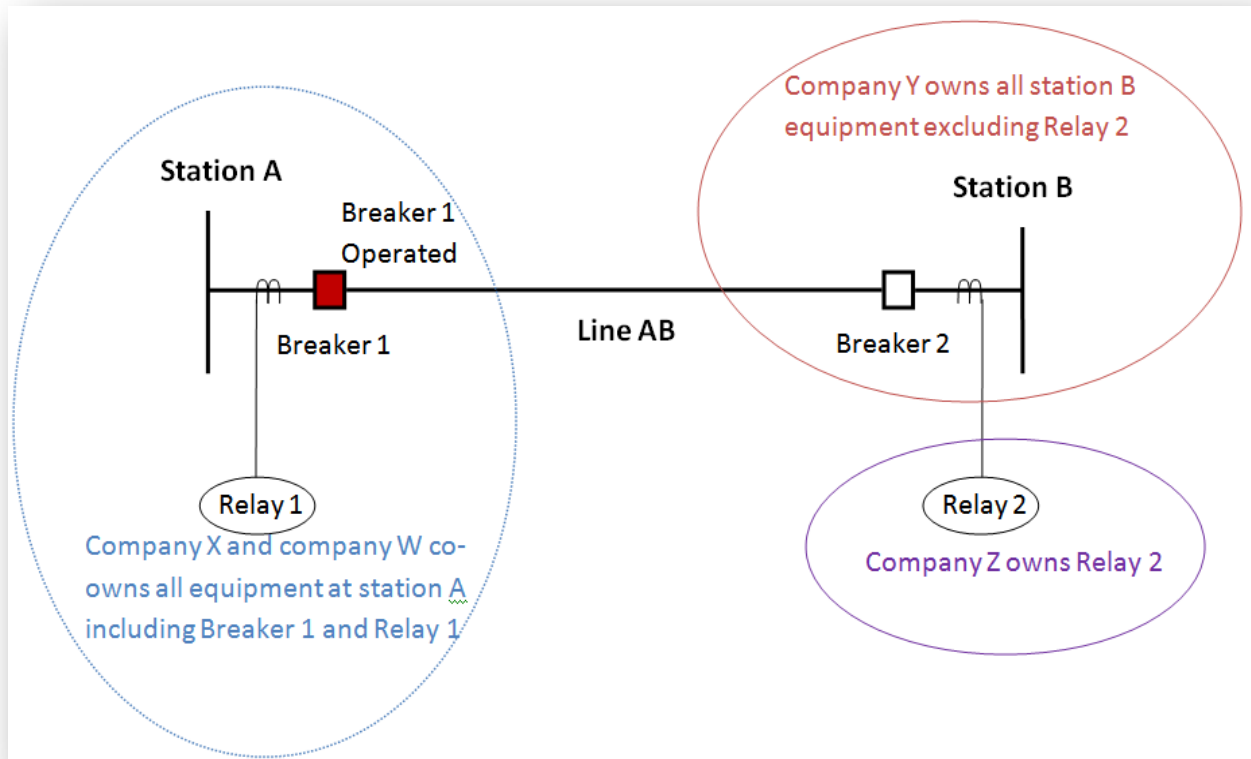 Company Y owns all station B
equipment excluding Relay 2
Station A
Station B
Breaker 1
Operated
Breaker 1
Line AB
Breaker 2
Relay 1
Relay 2
Company X and company W co-
owns all equipment at station A
including Breaker 1 and Relay 1
Company Z owns Relay 2